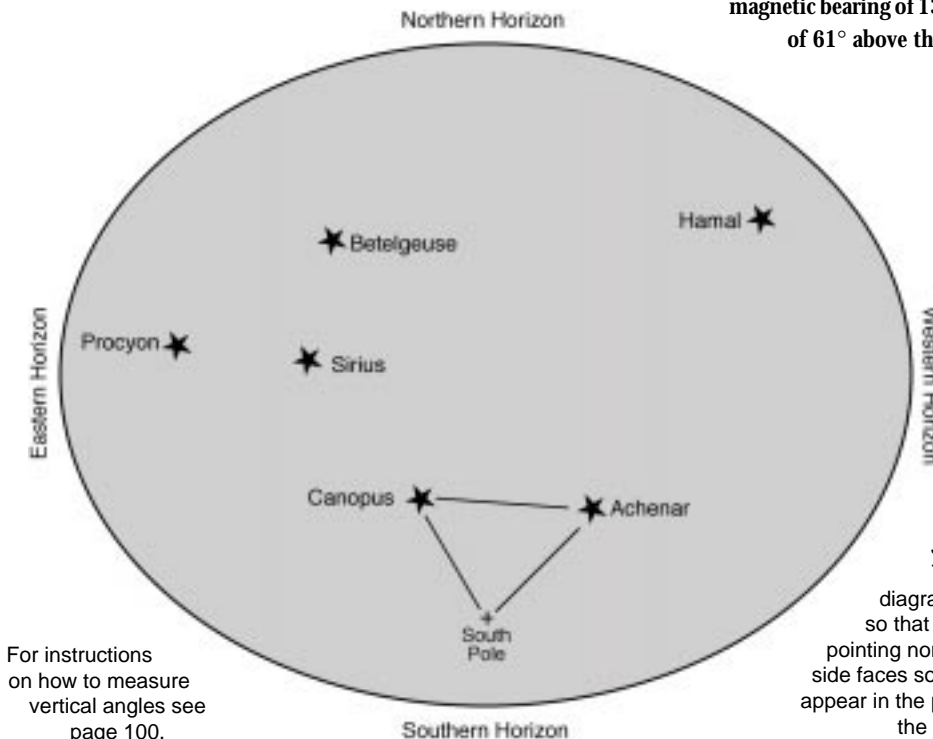 magnetic bearing of 13
of 61° above th
Northern Horizon
Hamal
Betelgeuse
Procyon
Sirius
Eastern Horizon
Western Horizon
Canopus
Achenar
South
Pole
diagra
so that
pointing nor
side faces so
appear in the p
the
For instructions
on how to measure
vertical angles see
page 100.
Southern Horizon